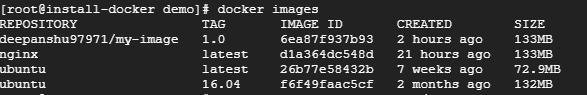 [root@install-docker demo]# docker images
REPOSITORY TAG IMAGE ID CREATED SIZE
deepanshu97971/my-image 1.0 6ea87f937b93 2 hours ago 133MB
nginx latest d1a364dc548d 21 hours ago 133MB
ubuntu latest 26b77e58432b 7 weeks ago 72.9MB
ubuntu 16.04 f6f49faac5cf 2 months ago 132MB